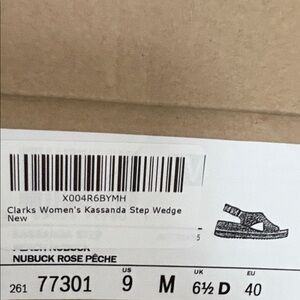 X004R6BYMH
Clarks Women's Kassanda Step Wedge
New
5
NUBUCK ROSE PÊCHE
US UK EU
261 77301 9 M 6½ D 40